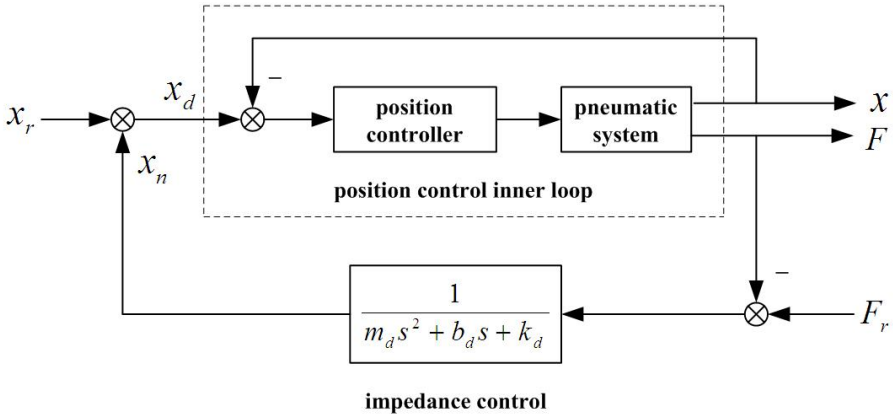 x_r
x_d
x_n
−
position
controller
pneumatic
system
x
F
position control inner loop
−
1
m_d s^2 + b_d s + k_d
F_r
impedance control